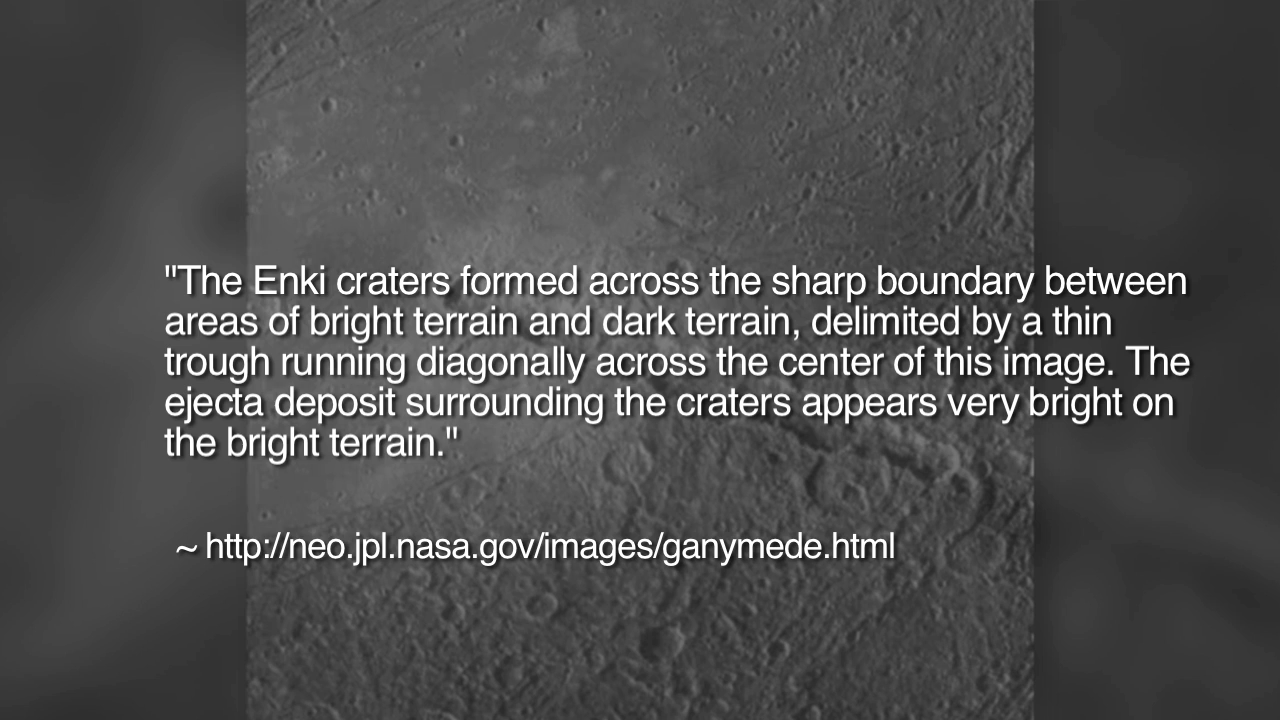 "The Enki craters formed across the sharp boundary between
areas of bright terrain and dark terrain, delimited by a thin
trough running diagonally across the center of this image. The
ejecta deposit surrounding the craters appears very bright on
the bright terrain."
~ http://neo.jpl.nasa.gov/images/ganymede.html